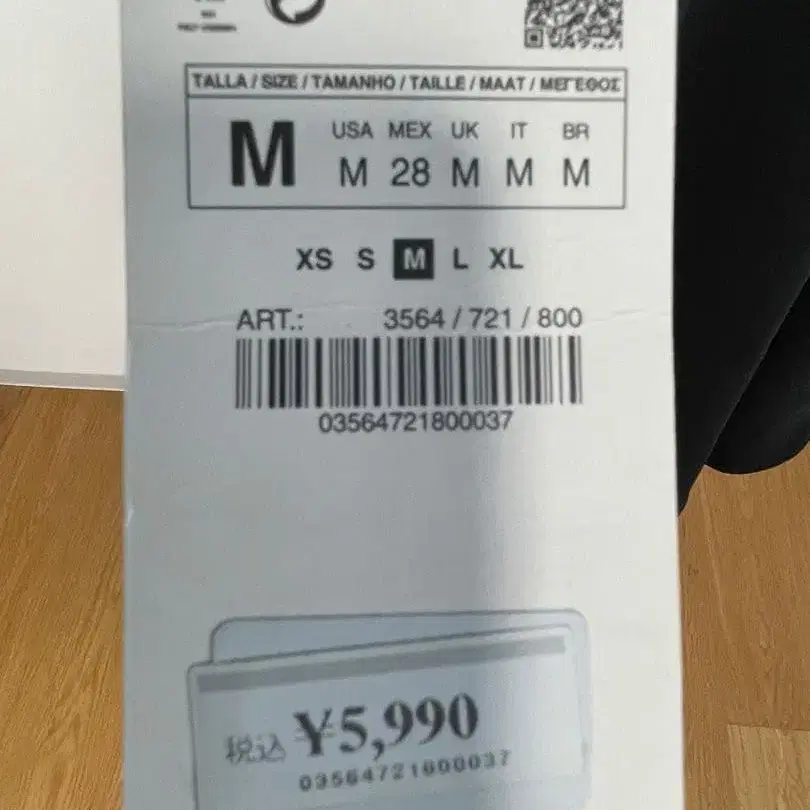 TALLA / SIZE / TAMANHO / TAILLE / MAAT / ΜΕΓΕΘΟΣ
M
USA MEX UK IT BR
M 28 M M M
XS S M L XL
ART.: 3564 / 721 / 800
03564721800037
税込 ¥5,990
03564721800037